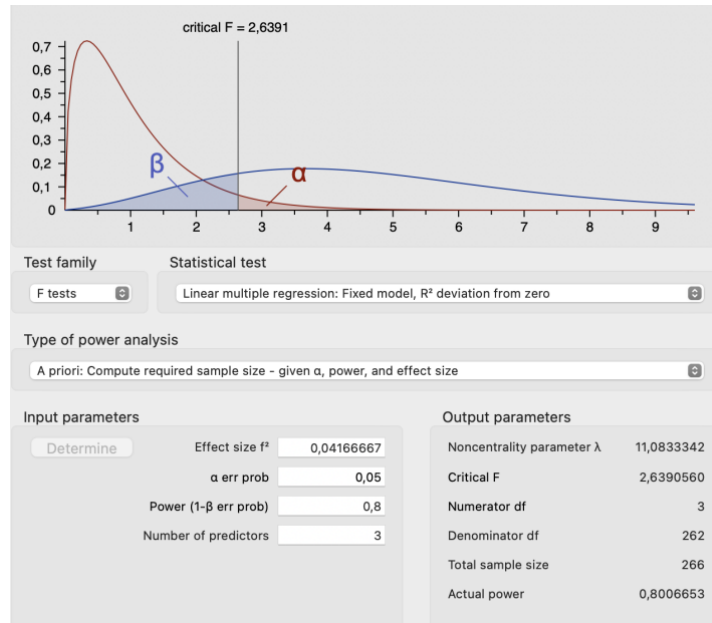 critical F = 2,6391
0,7
0,6
0,5
0,4
0,3
0,2
0,1
0
β
α
1 2 3 4 5 6 7 8 9
Test family
Statistical test
F tests
Linear multiple regression: Fixed model, R² deviation from zero
Type of power analysis
A priori: Compute required sample size - given α, power, and effect size
Input parameters
Determine
Effect size f² 0,04166667
α err prob 0,05
Power (1-β err prob) 0,8
Number of predictors 3
Output parameters
Noncentrality parameter λ 11,0833342
Critical F 2,6390560
Numerator df 3
Denominator df 262
Total sample size 266
Actual power 0,8006653